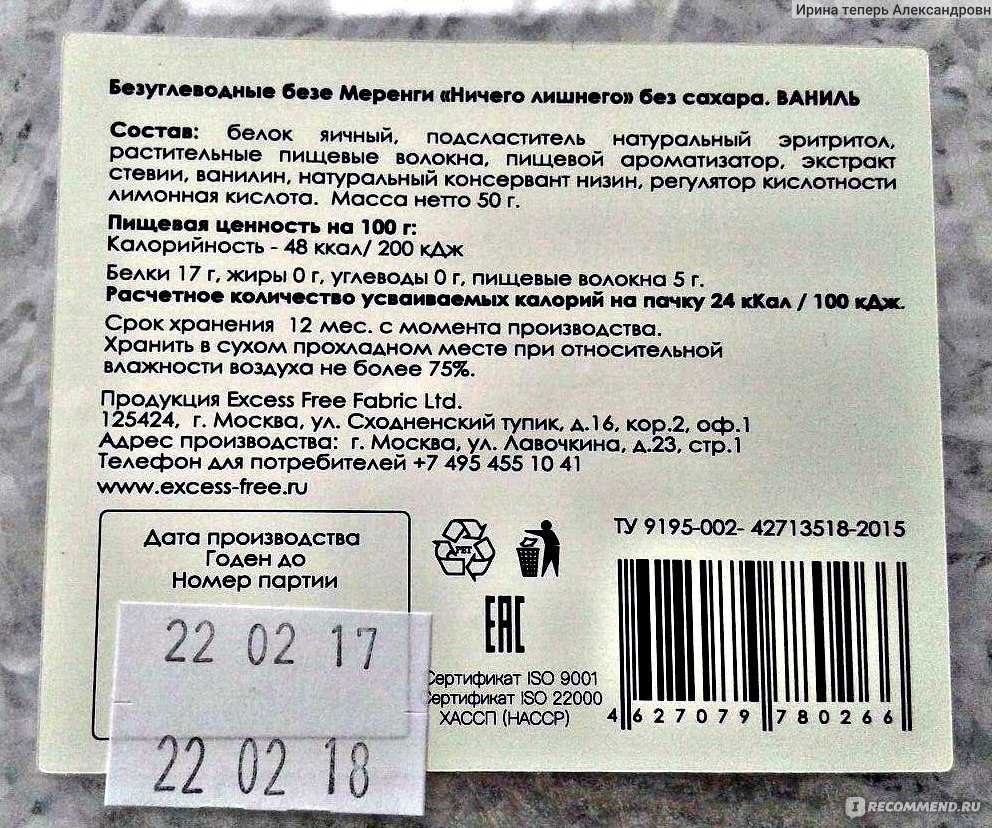 Ирина теперь Александровн
Безуглеводные безе Меренги «Ничего лишнего» без сахара. ВАНИЛЬ
Состав: белок яичный, подсластитель натуральный эритритол,
растительные пищевые волокна, пищевой ароматизатор, экстракт
стевии, ванилин, натуральный консервант низин, регулятор кислотности
лимонная кислота. Масса нетто 50 г.
Пищевая ценность на 100 г:
Калорийность - 48 ккал/ 200 кДж
Белки 17 г, жиры 0 г, углеводы 0 г, пищевые волокна 5 г.
Расчетное количество усваиваемых калорий на пачку 24 кКал / 100 кДж.
Срок хранения 12 мес. с момента производства.
Хранить в сухом прохладном месте при относительной
влажности воздуха не более 75%.
Продукция Excess Free Fabric Ltd.
125424, г. Москва, ул. Сходненский тупик, д.16, кор.2, оф.1
Адрес производства: г. Москва, ул. Лавочкина, д.23, стр.1
Телефон для потребителей +7 495 455 10 41
www.excess-free.ru
Дата производства
Годен до
Номер партии
22 02 17
22 02 18
PET
EAC
Сертификат ISO 9001
Сертификат ISO 22000
ХАССП (HACCP)
ТУ 9195-002- 42713518-2015
4 627079 780266
IRECOMMEND.RU